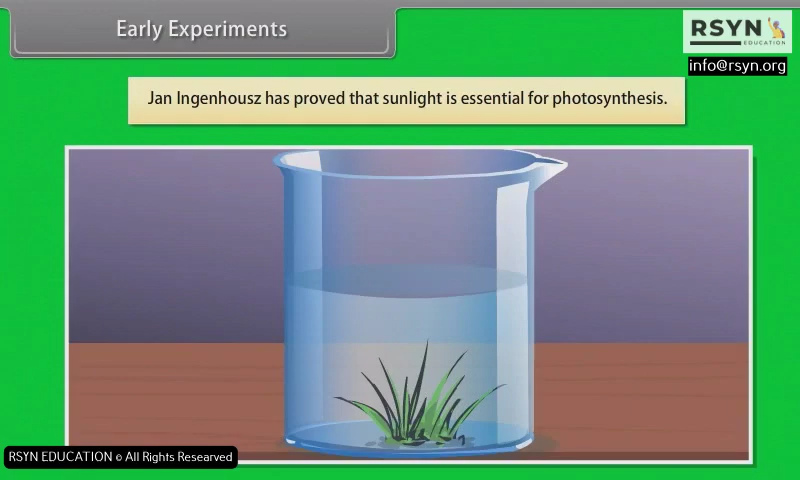 Early Experiments
RSYN
EDUCATION
info@rsyn.org
Jan Ingenhousz has proved that sunlight is essential for photosynthesis.
RSYN EDUCATION © All Rights Researved